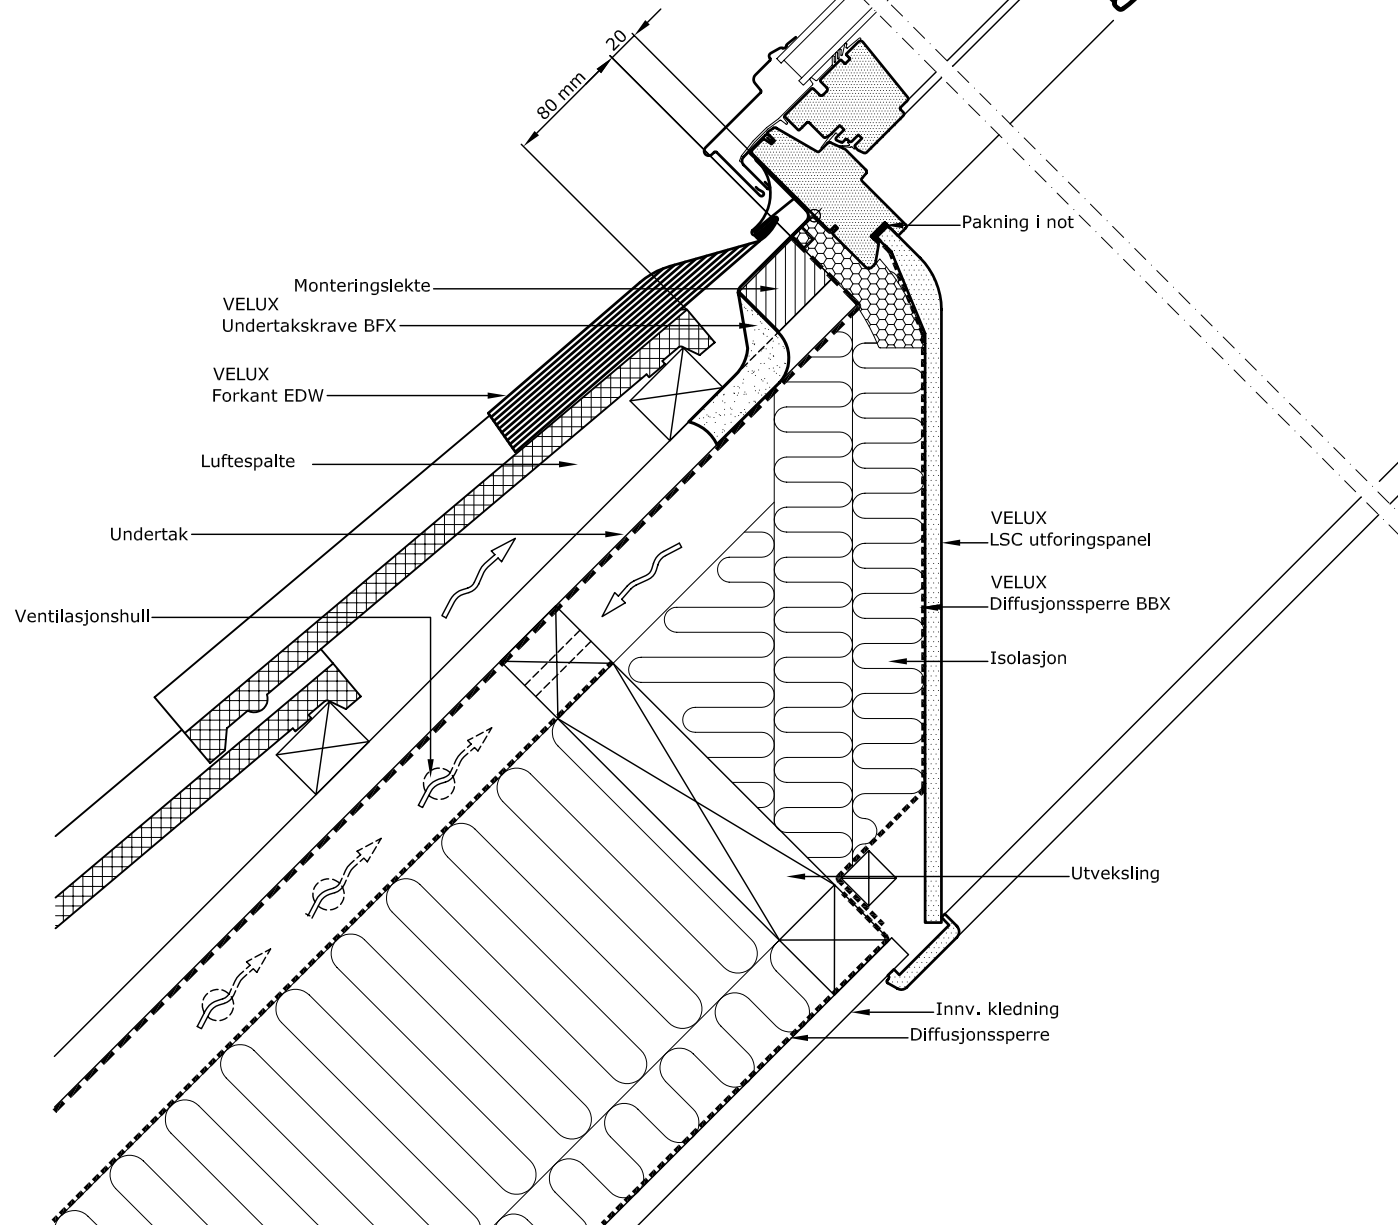 20
80 mm
Pakning i not
Monteringslekte
VELUX
Undertakskrave BFX
VELUX
Forkant EDW
Luftespalte
VELUX
LSC utforingspanel
Undertak
VELUX
Diffusjonssperre BBX
Ventilasjonshull
Isolasjon
Utveksling
Innv. kledning
Diffusjonssperre